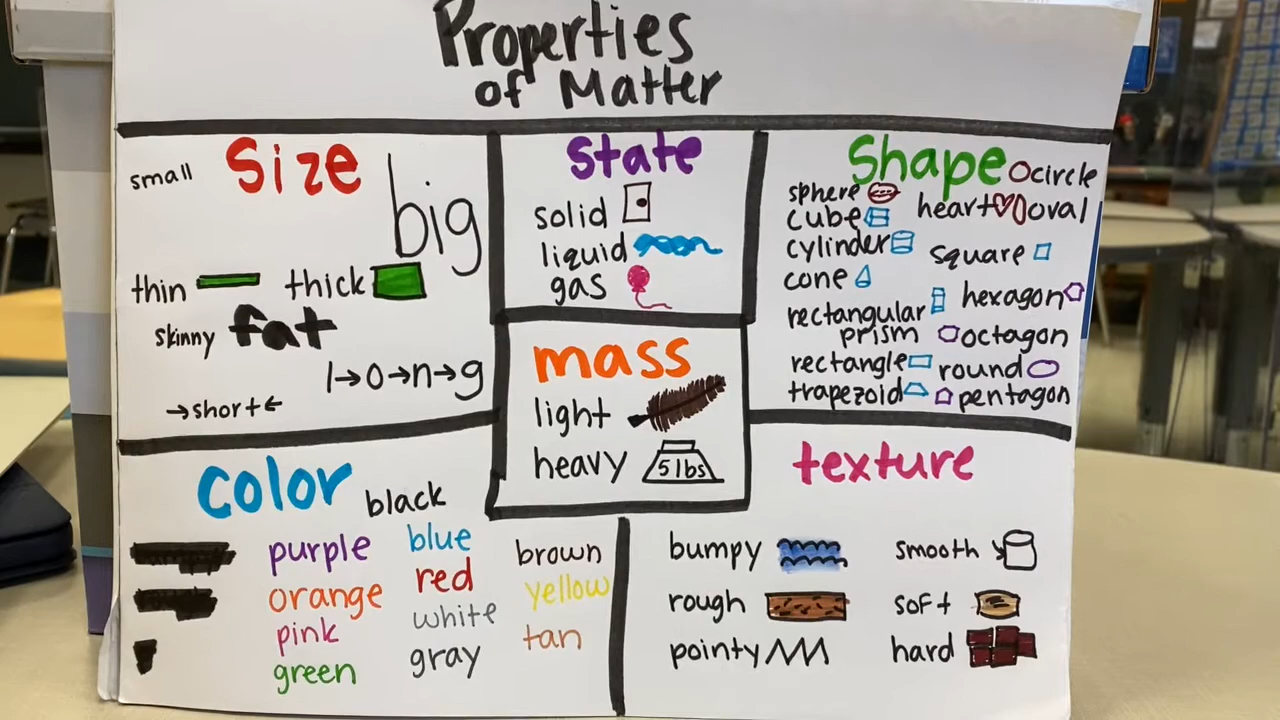 Properties
of Matter
Size
small
big
thin thick
skinny fat
l→o→n→g
→short←
state
solid
liquid
gas
mass
light
heavy
5 lbs
Shape
circle
sphere
heart oval
cube
cylinder
square
cone
hexagon
rectangular
prism
octagon
rectangle round
trapezoid pentagon
color
black
purple blue brown
orange red yellow
pink white tan
green gray
texture
bumpy smooth
rough soft
pointy hard